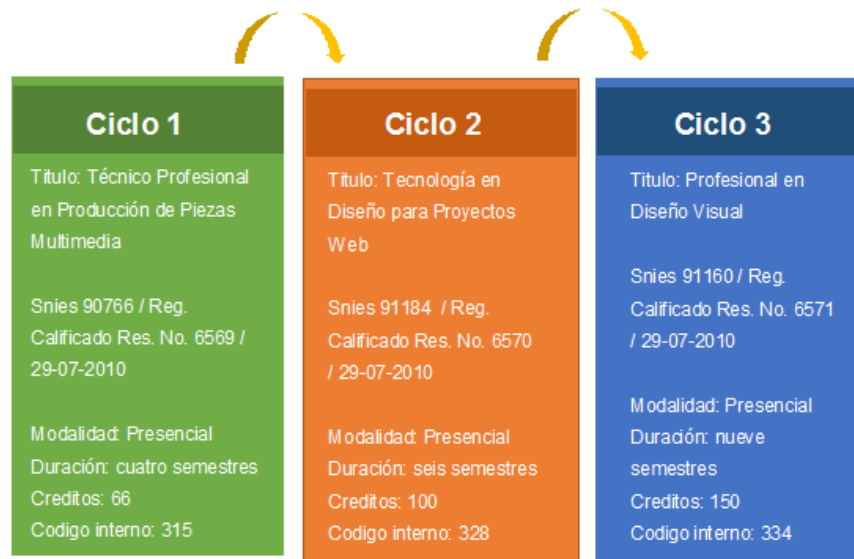 Ciclo 1
Titulo: Técnico Profesional
en Producción de Piezas
Multimedia
Snies 90766 / Reg.
Calificado Res. No. 6569 /
29-07-2010
Modalidad: Presencial
Duración: cuatro semestres
Creditos: 66
Codigo interno: 315
Ciclo 2
Titulo: Tecnología en
Diseño para Proyectos
Web
Snies 91184 / Reg.
Calificado Res. No. 6570
/ 29-07-2010
Modalidad: Presencial
Duración: seis semestres
Creditos: 100
Codigo interno: 328
Ciclo 3
Titulo: Profesional en
Diseño Visual
Snies 91160 / Reg.
Calificado Res. No. 6571
/ 29-07-2010
Modalidad: Presencial
Duración: nueve
semestres
Creditos: 150
Codigo interno: 334